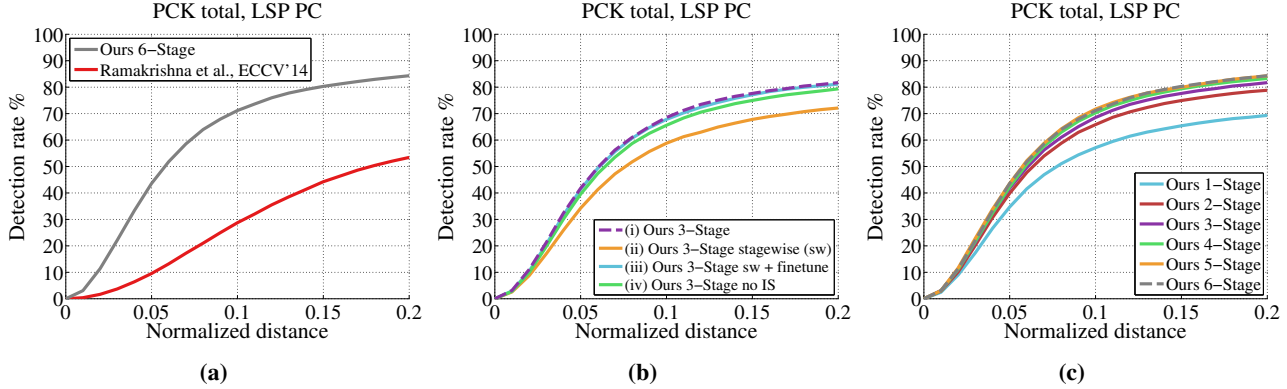 PCK total, LSP PC
100
90
80
70
60
50
40
30
20
10
0
Detection rate %
Ours 6−Stage
Ramakrishna et al., ECCV'14
0 0.05 0.1 0.15 0.2
Normalized distance
(a)
PCK total, LSP PC
100
90
80
70
60
50
40
30
20
10
0
Detection rate %
(i) Ours 3−Stage
(ii) Ours 3−Stage stagewise (sw)
(iii) Ours 3−Stage sw + finetune
(iv) Ours 3−Stage no IS
0 0.05 0.1 0.15 0.2
Normalized distance
(b)
PCK total, LSP PC
100
90
80
70
60
50
40
30
20
10
0
Detection rate %
Ours 1−Stage
Ours 2−Stage
Ours 3−Stage
Ours 4−Stage
Ours 5−Stage
Ours 6−Stage
0 0.05 0.1 0.15 0.2
Normalized distance
(c)